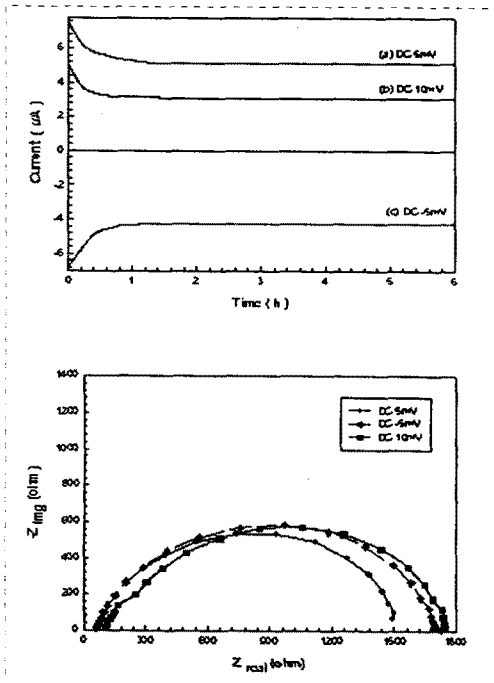 6
4
2
0
-2
-4
-6
Current (µA)
(a) DC 5mV
(b) DC 10mV
(c) DC -5mV
0
1
2
3
4
5
6
Time (h)
1400
1200
1000
800
600
400
200
0
-Z img (ohm)
DC 5mV
DC -5mV
DC 10mV
0
300
600
900
1200
1500
1800
Z real (ohm)